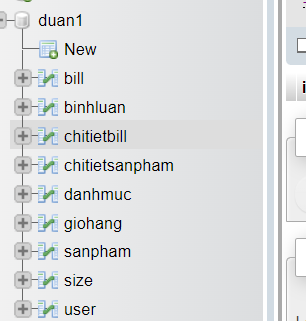 duan1
New
bill
binhluan
chitietbill
chitietsanpham
danhmuc
giohang
sanpham
size
user